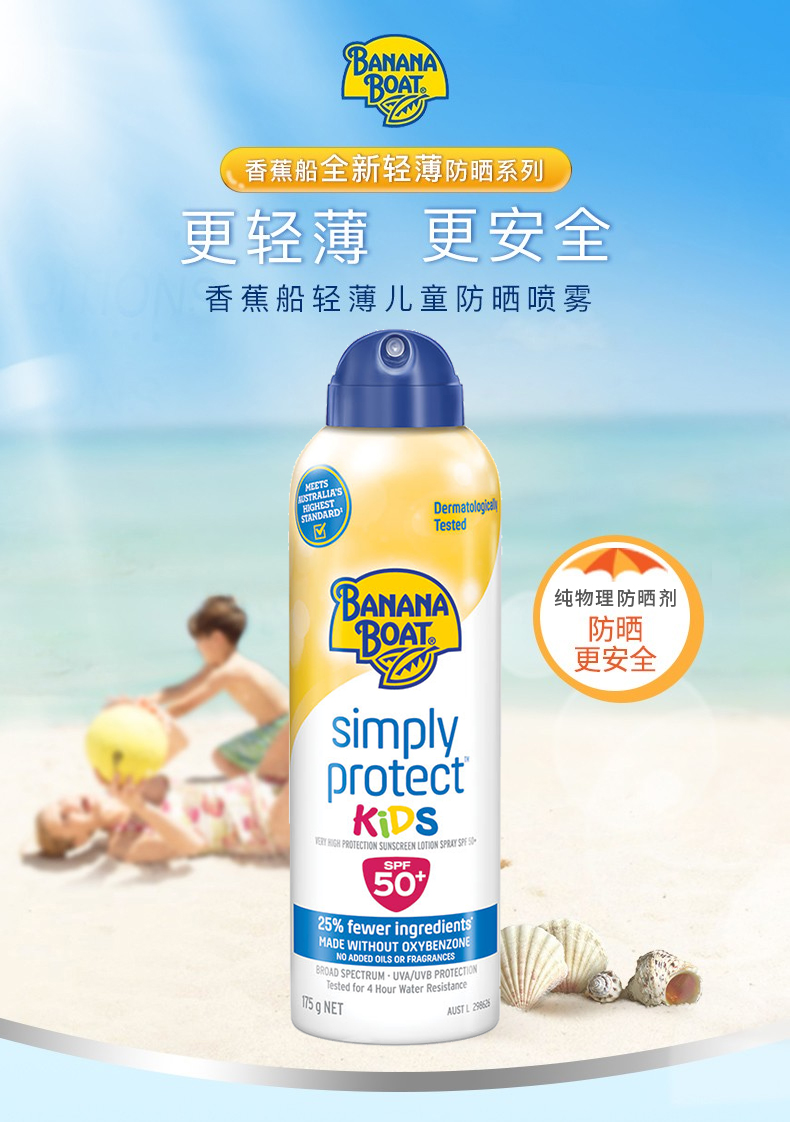 BANANA
BOAT®
香蕉船全新轻薄防晒系列
更轻薄 更安全
香蕉船轻薄儿童防晒喷雾
MEETS
AUSTRALIA'S
HIGHEST
STANDARD¹
Dermatologically
Tested
BANANA
BOAT®
纯物理防晒剂
防晒
更安全
simply
protect™
KiDS
VERY HIGH PROTECTION SUNSCREEN LOTION SPRAY SPF 50+
SPF
50+
25% fewer ingredients*
MADE WITHOUT OXYBENZONE
NO ADDED OILS OR FRAGRANCES
BROAD SPECTRUM • UVA/UVB PROTECTION
Tested for 4 Hour Water Resistance
175 g NET
AUST L 298626